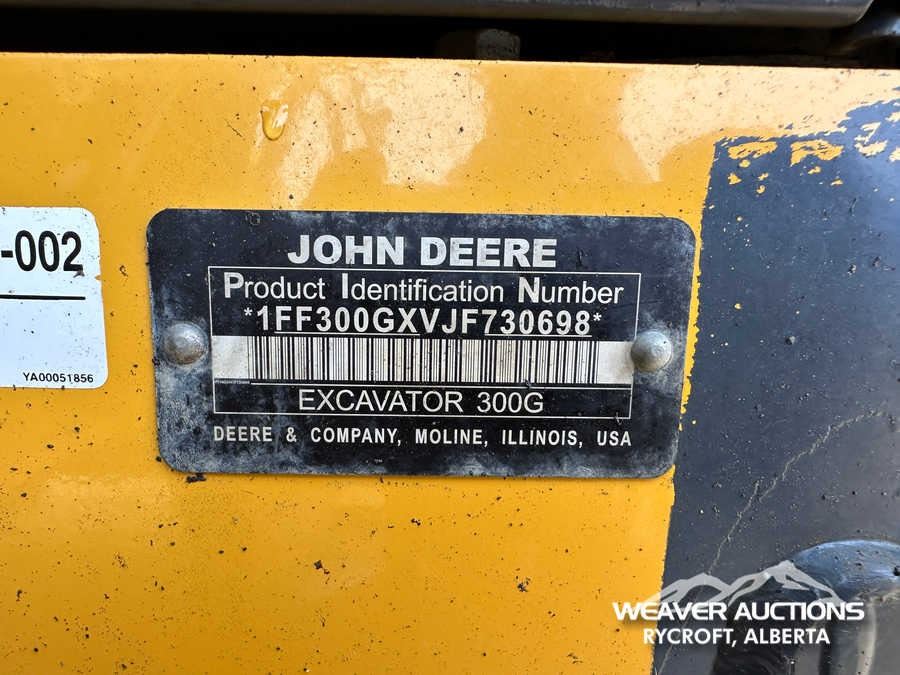 -002
YA00051856
JOHN DEERE
Product Identification Number
*1FF300GXVJF730698*
EXCAVATOR 300G
DEERE & COMPANY, MOLINE, ILLINOIS, USA
WEAVER AUCTIONS
RYCROFT, ALBERTA